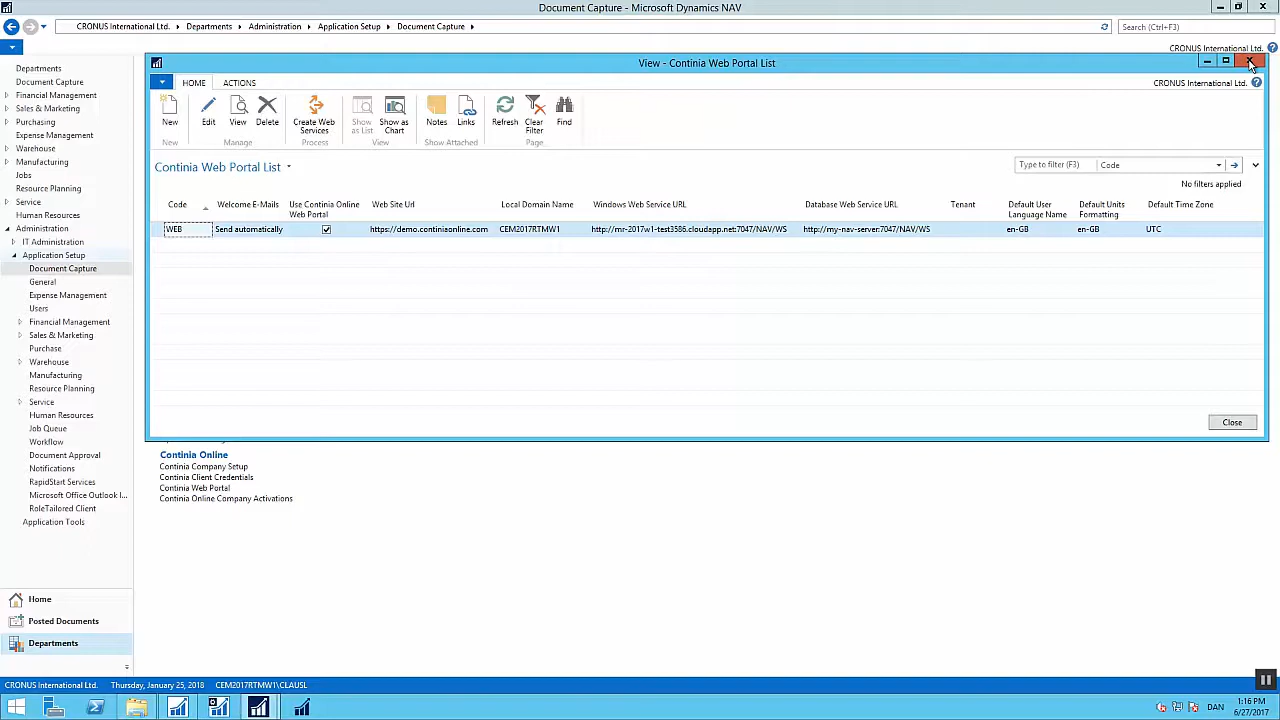 Document Capture - Microsoft Dynamics NAV
CRONUS International Ltd. Departments Administration Application Setup Document Capture
Search (Ctrl+F3)
CRONUS International Ltd.
Departments
Document Capture
Financial Management
Sales & Marketing
Purchasing
Expense Management
Warehouse
Manufacturing
Jobs
Resource Planning
Service
Human Resources
Administration
IT Administration
Application Setup
Document Capture
General
Expense Management
Users
Financial Management
Sales & Marketing
Purchase
Warehouse
Manufacturing
Resource Planning
Service
Human Resources
Job Queue
Workflow
Document Approval
Notifications
RapidStart Services
Microsoft Office Outlook I...
RoleTailored Client
Application Tools
Home
Posted Documents
Departments
View - Continia Web Portal List
HOME ACTIONS
CRONUS International Ltd.
New
Edit View Delete
Create Web Services
Show as List Show as Chart
Notes Links
Refresh Clear Filter Find
New Manage Process View Show Attached Page
Continia Web Portal List
Type to filter (F3) Code
No filters applied
Code Welcome E-Mails Use Continia Online Web Portal Web Site Url Local Domain Name Windows Web Service URL Database Web Service URL Tenant Default User Language Name Default Units Formatting Default Time Zone
WEB Send automatically https://demo.continiaonline.com CEM2017RTMW1 http://mr-2017w1-test3586.cloudapp.net:7047/NAV/WS http://my-nav-server:7047/NAV/WS en-GB en-GB UTC
Close
Continia Online
Continia Company Setup
Continia Client Credentials
Continia Web Portal
Continia Online Company Activations
CRONUS International Ltd. Thursday, January 25, 2018 CEM2017RTMW1\CLAUSL
DAN
1:16 PM
6/27/2017